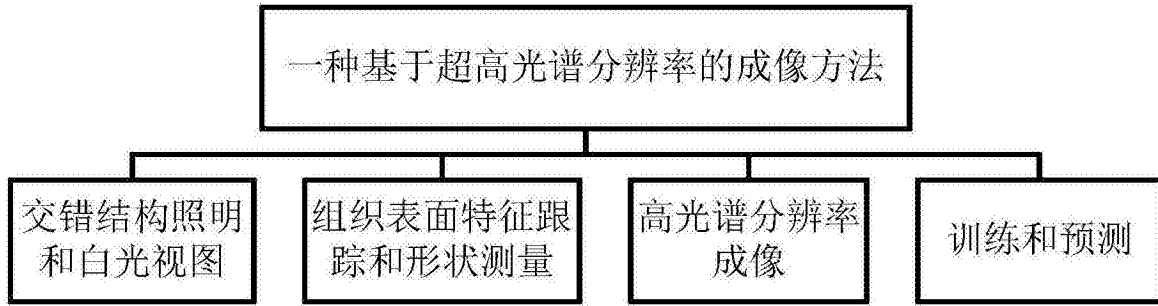 一种基于超高光谱分辨率的成像方法
交错结构照明
和白光视图
组织表面特征跟
踪和形状测量
高光谱分辨率
成像
训练和预测